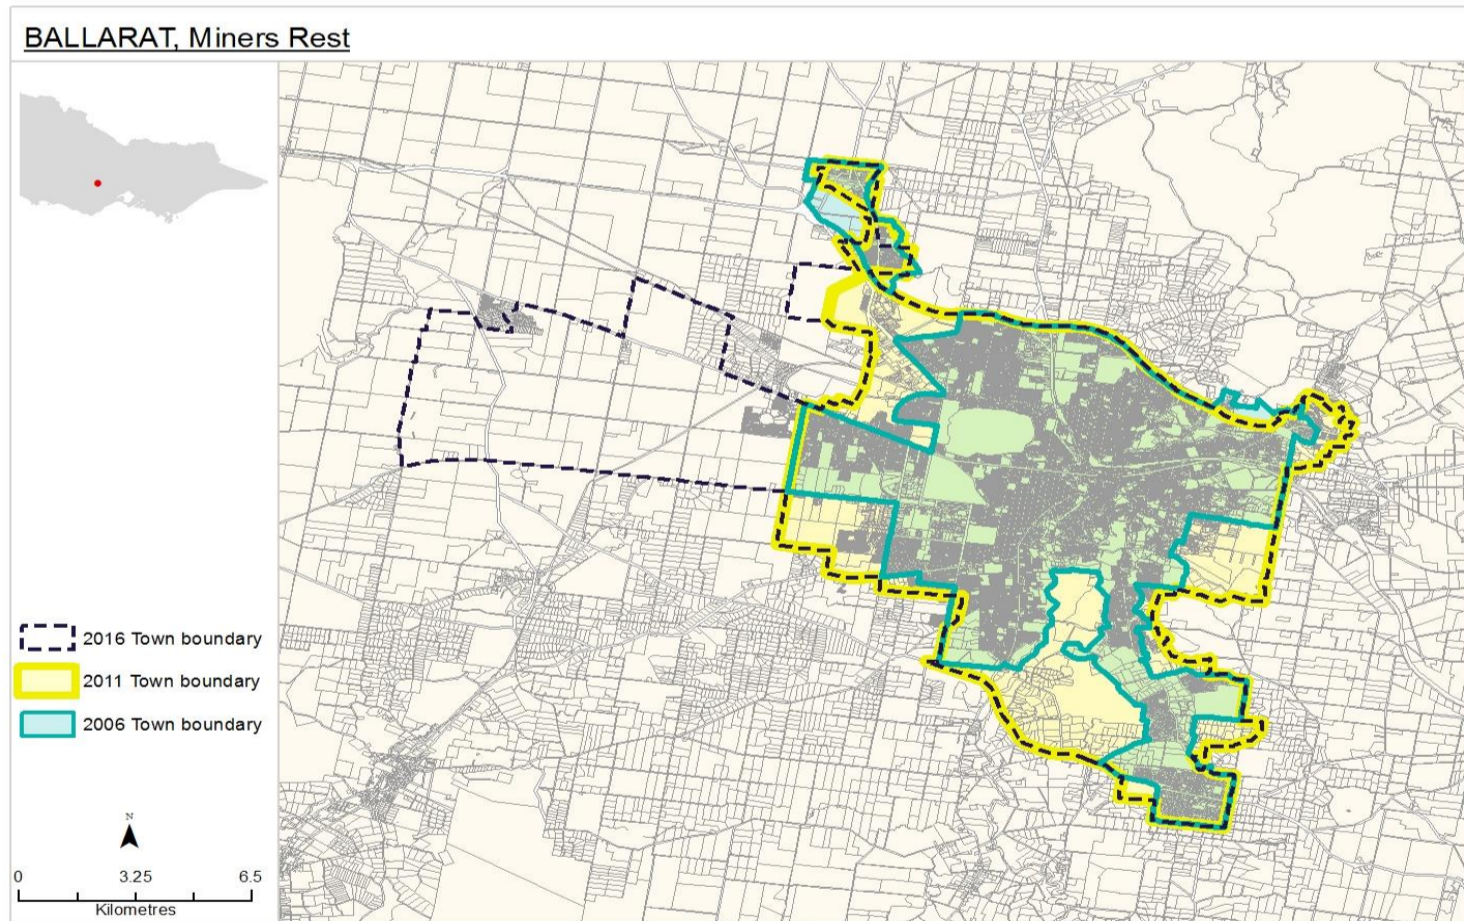 BALLARAT, Miners Rest
2016 Town boundary
2011 Town boundary
2006 Town boundary
N
0 3.25 6.5
Kilometres